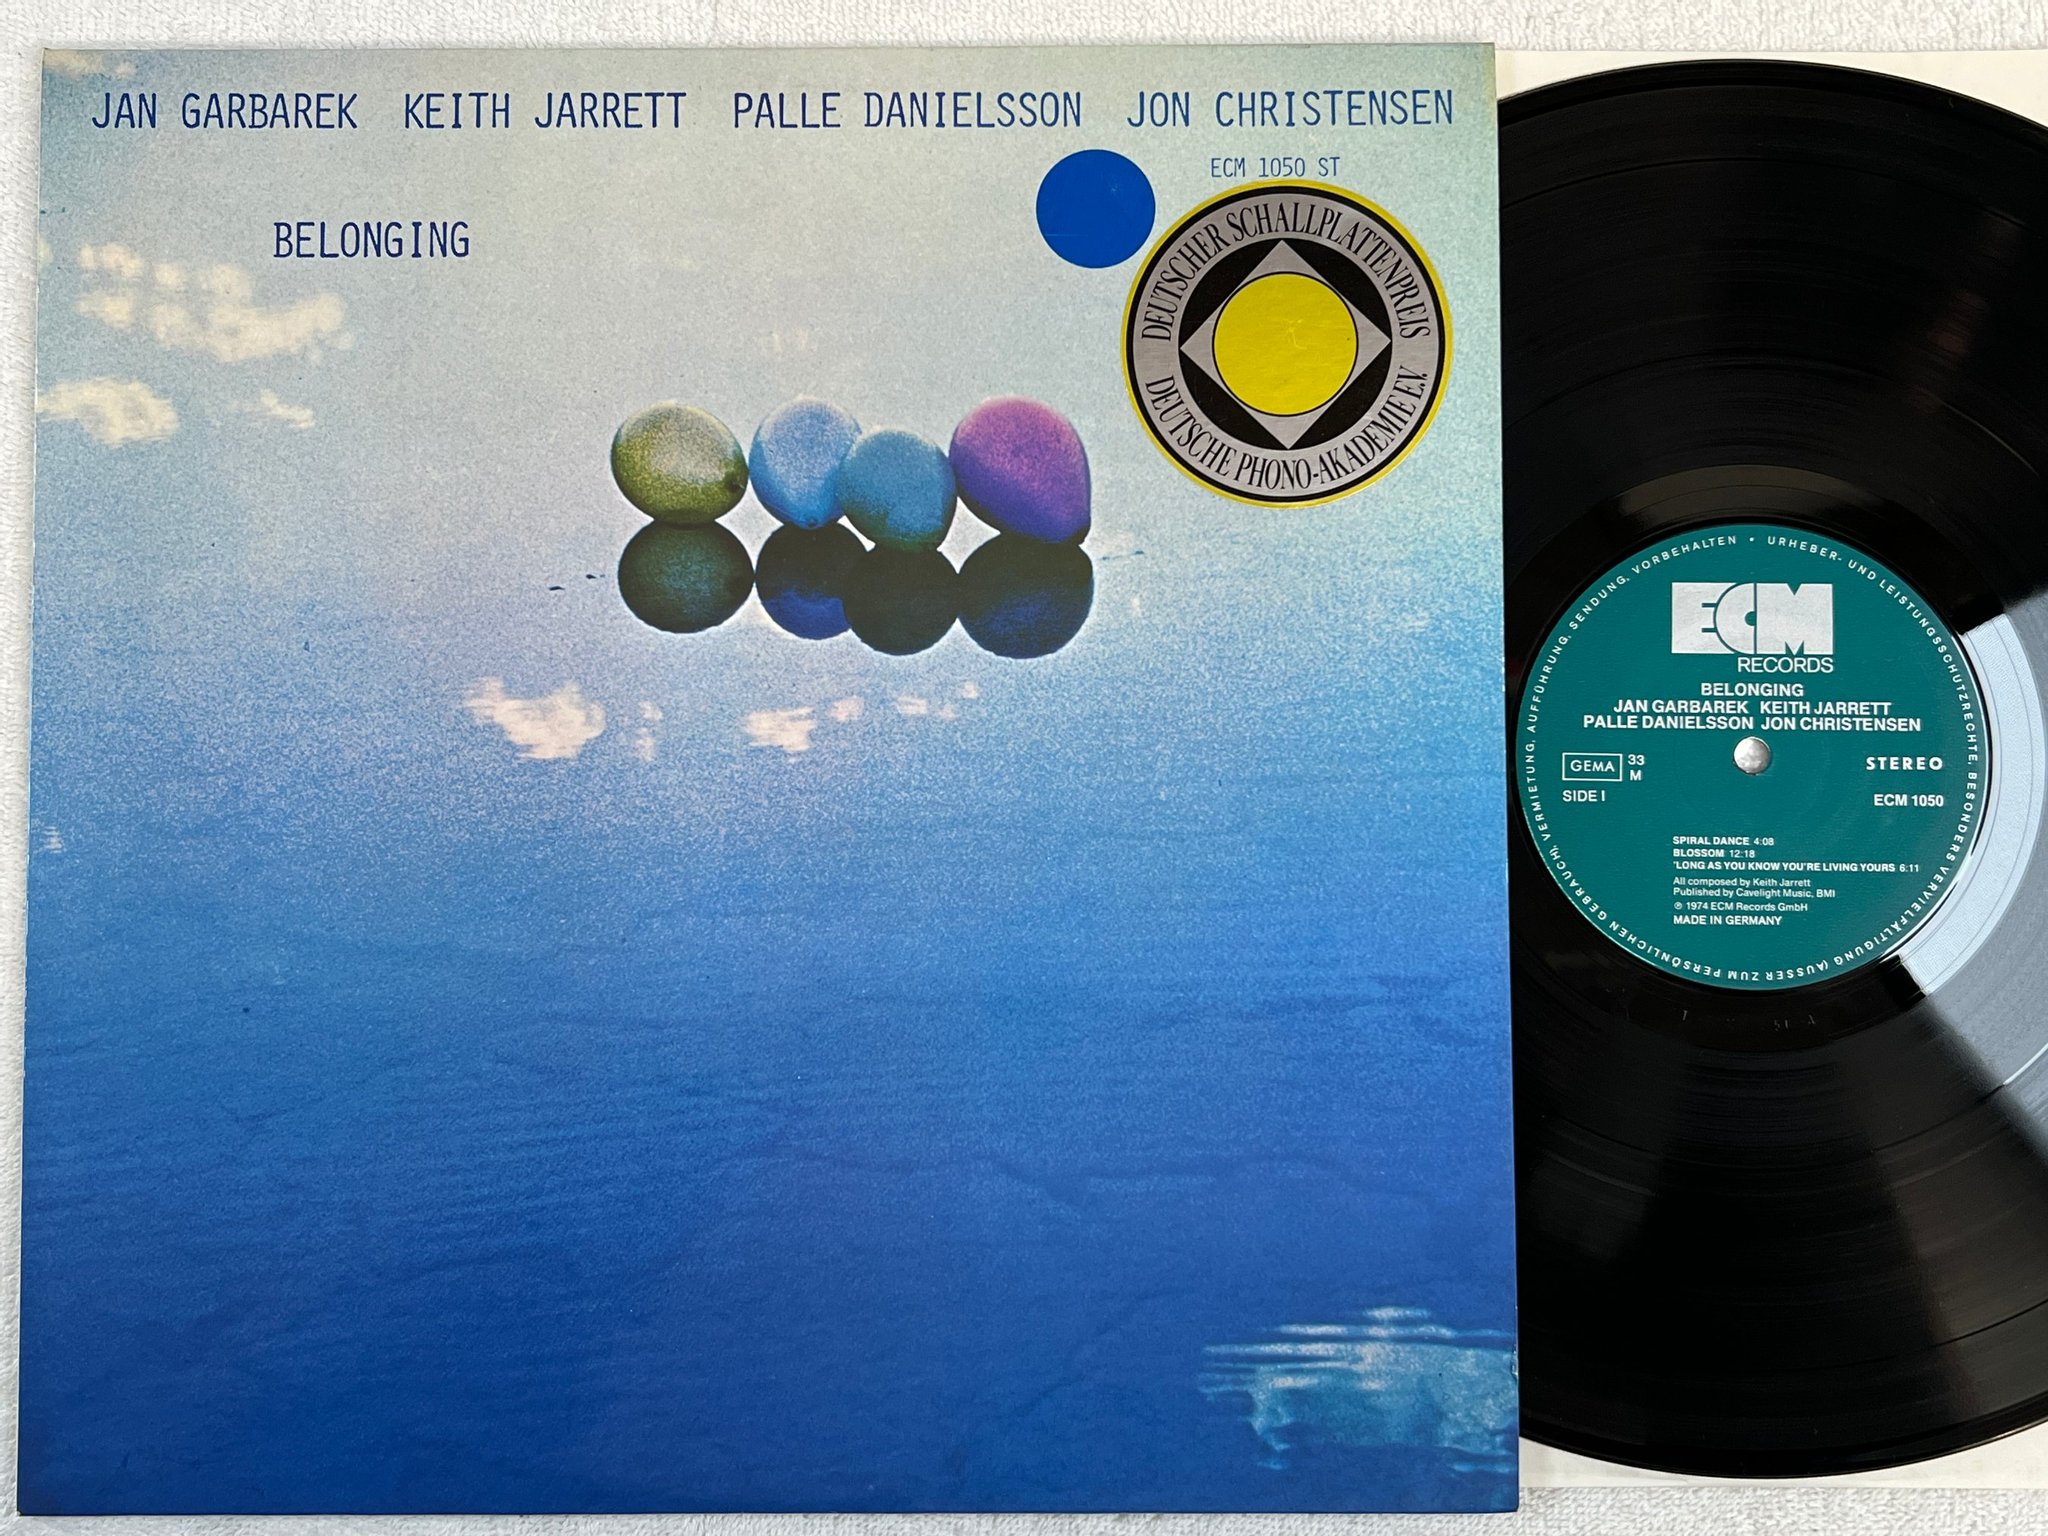 JAN GARBAREK KEITH JARRETT PALLE DANIELSSON JON CHRISTENSEN
ECM 1050 ST
BELONGING
DEUTSCHER SCHALLPLATTENPREIS
DEUTSCHE PHONO-AKADEMIE E.V.
URHEBER- UND LEISTUNGSSCHUTZRECHTE, BESONDERS VERVIELFÄLTIGUNG (AUSSER ZUM PERSÖNLICHEN GEBRAUCH), VERMIETUNG, AUFFÜHRUNG, SENDUNG, VORBEHALTEN •
ECM
RECORDS
BELONGING
JAN GARBAREK KEITH JARRETT
PALLE DANIELSSON JON CHRISTENSEN
GEMA 33 M
STEREO
SIDE I
ECM 1050
SPIRAL DANCE 4:08
BLOSSOM 12:18
'LONG AS YOU KNOW YOU'RE LIVING YOURS 6:11
All composed by Keith Jarrett
Published by Cavelight Music, BMI
℗ 1974 ECM Records GmbH
MADE IN GERMANY